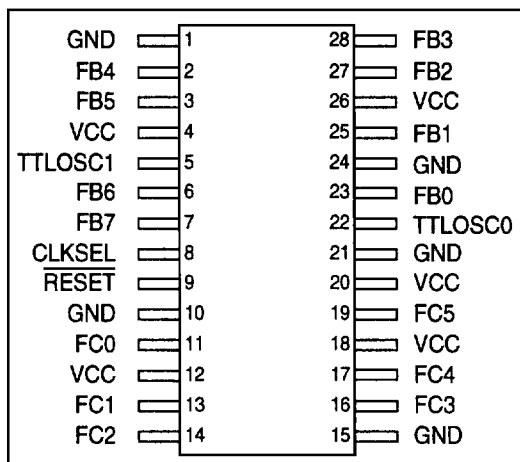 GND 1 28 FB3
FB4 2 27 FB2
FB5 3 26 VCC
VCC 4 25 FB1
TTLOSC1 5 24 GND
FB6 6 23 FB0
FB7 7 22 TTLOSC0
CLKSEL 8 21 GND
RESET 9 20 VCC
GND 10 19 FC5
FC0 11 18 VCC
VCC 12 17 FC4
FC1 13 16 FC3
FC2 14 15 GND